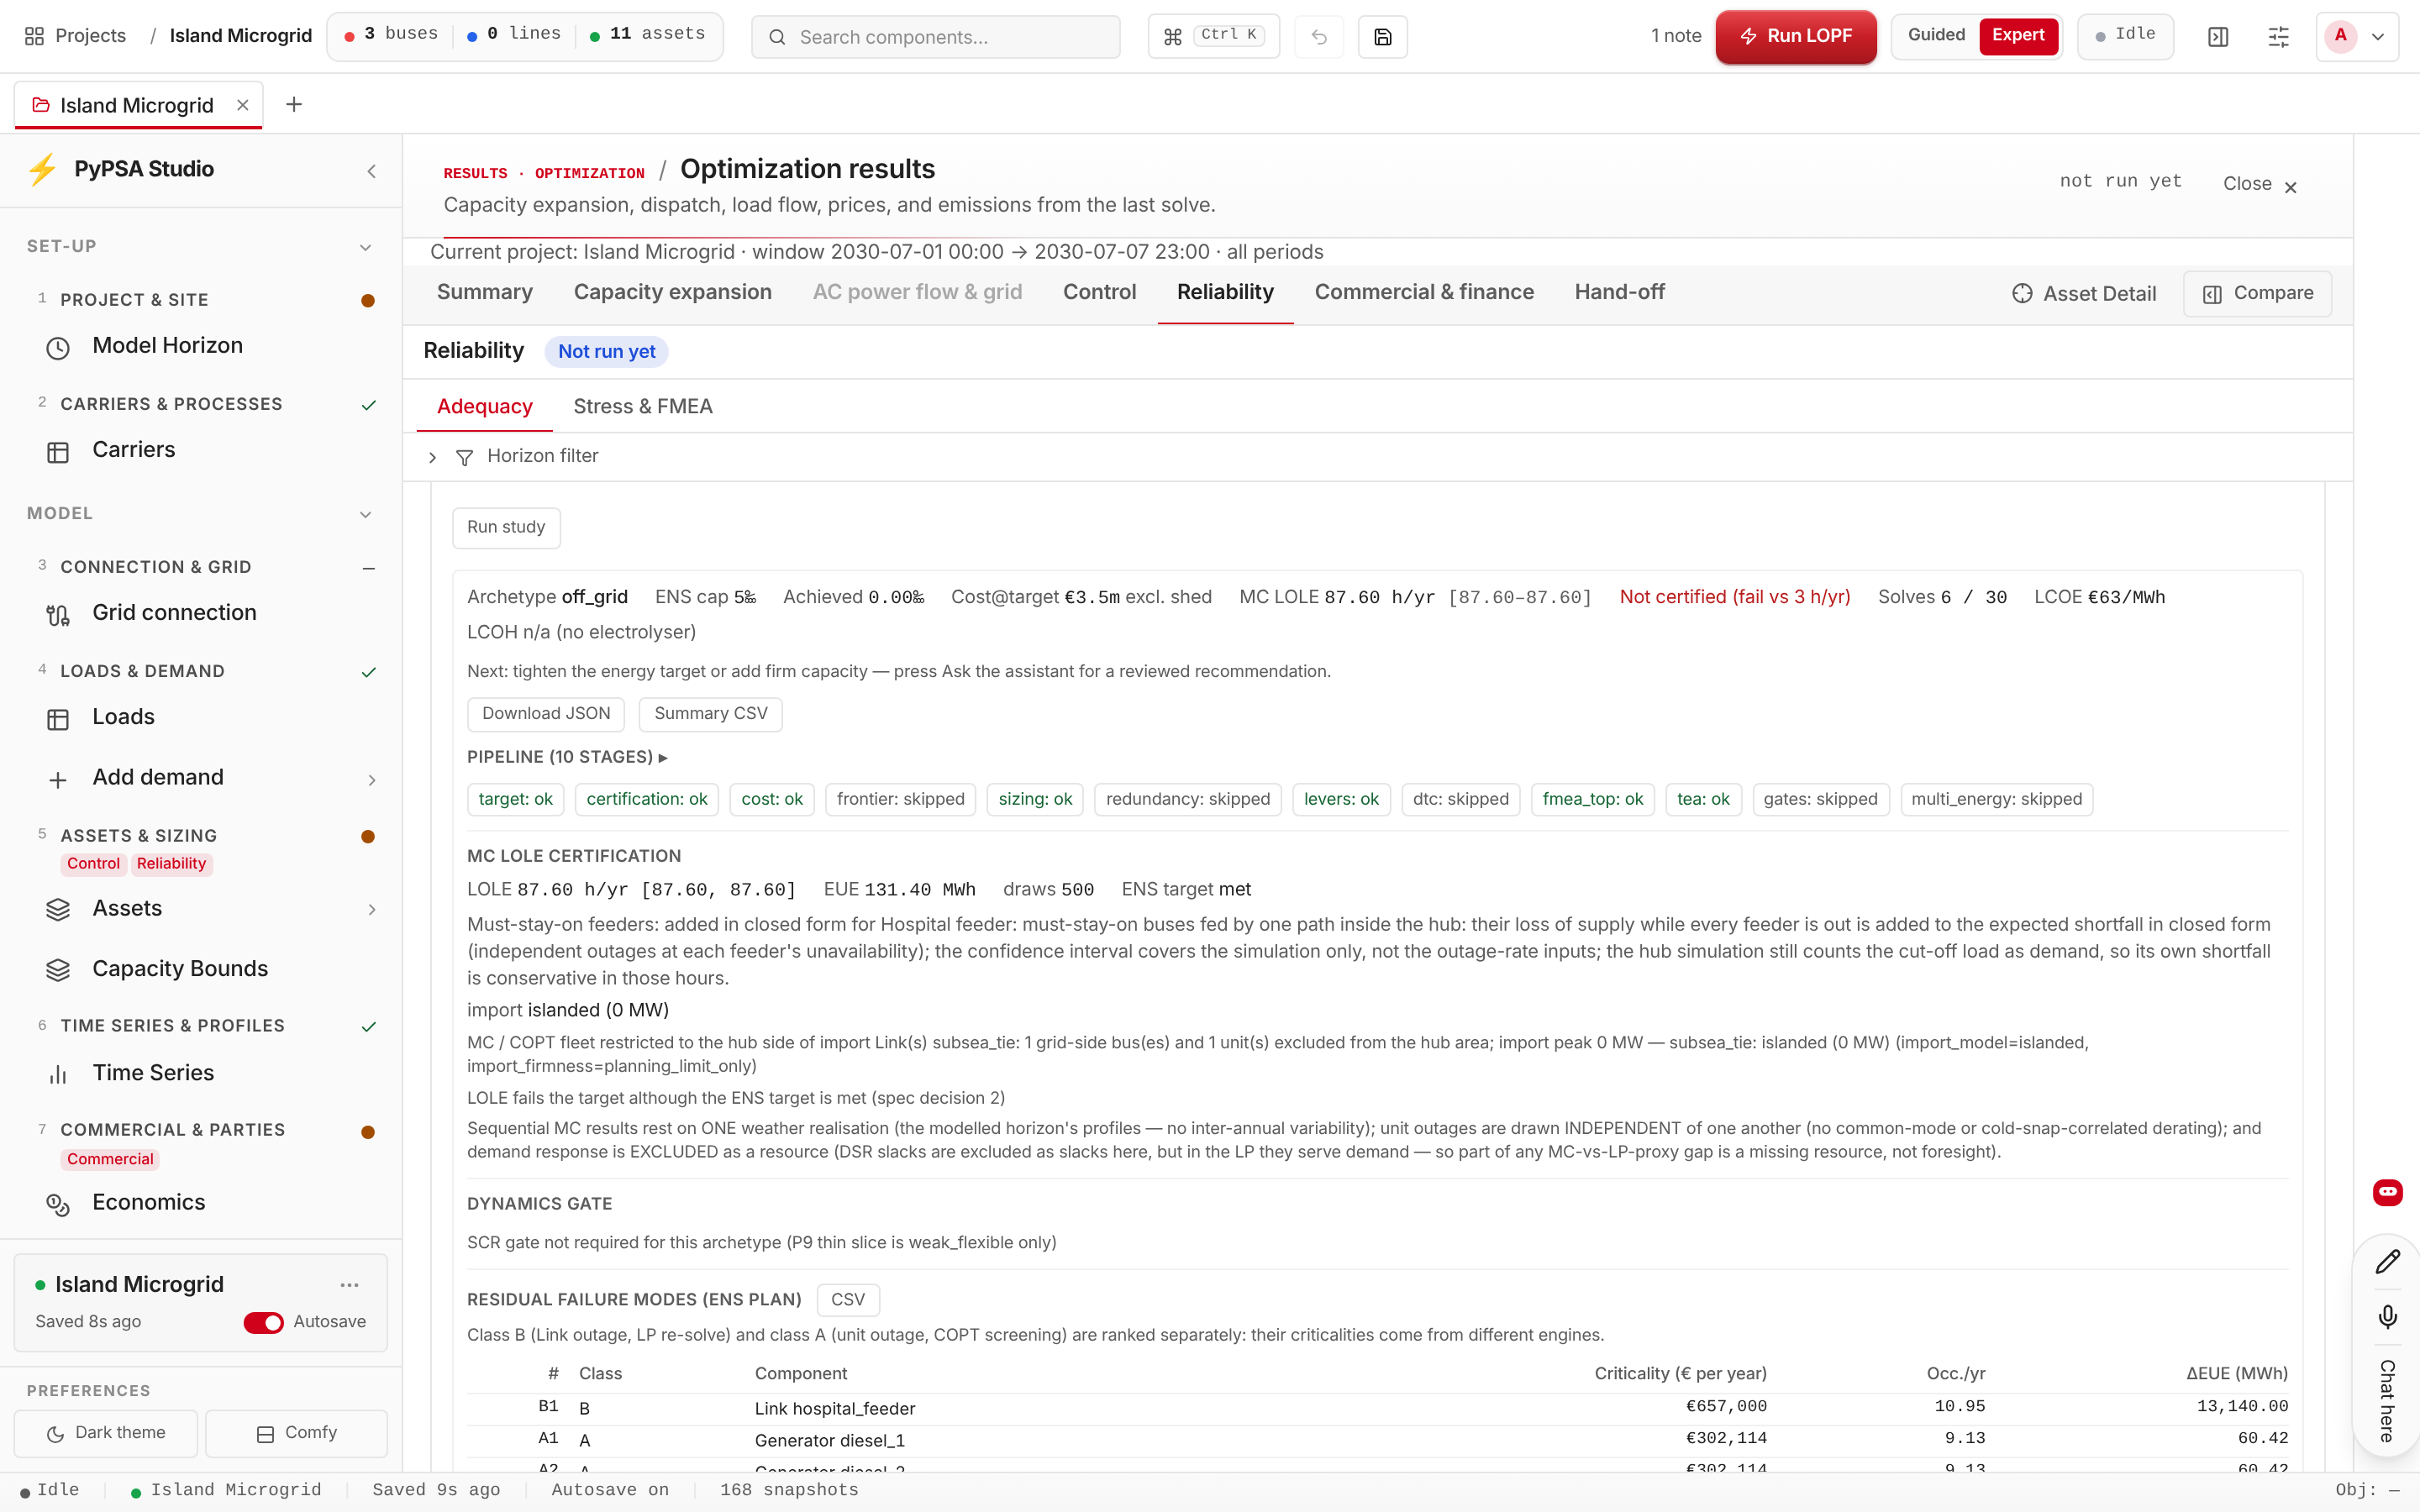 Projects / Island Microgrid 3 buses 0 lines 11 assets Search components... Ctrl K 1 note Run LOPF Guided Expert Idle A
Island Microgrid
PyPSA Studio
SET-UP
1 PROJECT & SITE
Model Horizon
2 CARRIERS & PROCESSES
Carriers
MODEL
3 CONNECTION & GRID
Grid connection
4 LOADS & DEMAND
Loads
Add demand
5 ASSETS & SIZING
Control Reliability
Assets
Capacity Bounds
6 TIME SERIES & PROFILES
Time Series
7 COMMERCIAL & PARTIES
Commercial
Economics
Island Microgrid
Saved 8s ago Autosave
PREFERENCES
Dark theme Comfy
RESULTS · OPTIMIZATION / Optimization results
Capacity expansion, dispatch, load flow, prices, and emissions from the last solve.
not run yet Close
Current project: Island Microgrid · window 2030-07-01 00:00 → 2030-07-07 23:00 · all periods
Summary Capacity expansion AC power flow & grid Control Reliability Commercial & finance Hand-off Asset Detail Compare
Reliability Not run yet
Adequacy Stress & FMEA
Horizon filter
Run study
Archetype off_grid ENS cap 5‰ Achieved 0.00‰ Cost@target €3.5m excl. shed MC LOLE 87.60 h/yr [87.60–87.60] Not certified (fail vs 3 h/yr) Solves 6 / 30 LCOE €63/MWh
LCOH n/a (no electrolyser)
Next: tighten the energy target or add firm capacity — press Ask the assistant for a reviewed recommendation.
Download JSON Summary CSV
PIPELINE (10 STAGES) ▸
target: ok certification: ok cost: ok frontier: skipped sizing: ok redundancy: skipped levers: ok dtc: skipped fmea_top: ok tea: ok gates: skipped multi_energy: skipped
MC LOLE CERTIFICATION
LOLE 87.60 h/yr [87.60, 87.60] EUE 131.40 MWh draws 500 ENS target met
Must-stay-on feeders: added in closed form for Hospital feeder: must-stay-on buses fed by one path inside the hub: their loss of supply while every feeder is out is added to the expected shortfall in closed form
(independent outages at each feeder's unavailability); the confidence interval covers the simulation only, not the outage-rate inputs; the hub simulation still counts the cut-off load as demand, so its own shortfall
is conservative in those hours.
import islanded (0 MW)
MC / COPT fleet restricted to the hub side of import Link(s) subsea_tie: 1 grid-side bus(es) and 1 unit(s) excluded from the hub area; import peak 0 MW — subsea_tie: islanded (0 MW) (import_model=islanded,
import_firmness=planning_limit_only)
LOLE fails the target although the ENS target is met (spec decision 2)
Sequential MC results rest on ONE weather realisation (the modelled horizon's profiles — no inter-annual variability); unit outages are drawn INDEPENDENT of one another (no common-mode or cold-snap-correlated derating); and
demand response is EXCLUDED as a resource (DSR slacks are excluded as slacks here, but in the LP they serve demand — so part of any MC-vs-LP-proxy gap is a missing resource, not foresight).
DYNAMICS GATE
SCR gate not required for this archetype (P9 thin slice is weak_flexible only)
RESIDUAL FAILURE MODES (ENS PLAN) CSV
Class B (Link outage, LP re-solve) and class A (unit outage, COPT screening) are ranked separately: their criticalities come from different engines.
# Class Component Criticality (€ per year) Occ./yr ΔEUE (MWh)
B1 B Link hospital_feeder €657,000 10.95 13,140.00
A1 A Generator diesel_1 €302,114 9.13 60.42
A2 A Generator diesel_2 €302,114 9.13 60.42
Chat here
Idle Island Microgrid Saved 9s ago Autosave on 168 snapshots Obj: —